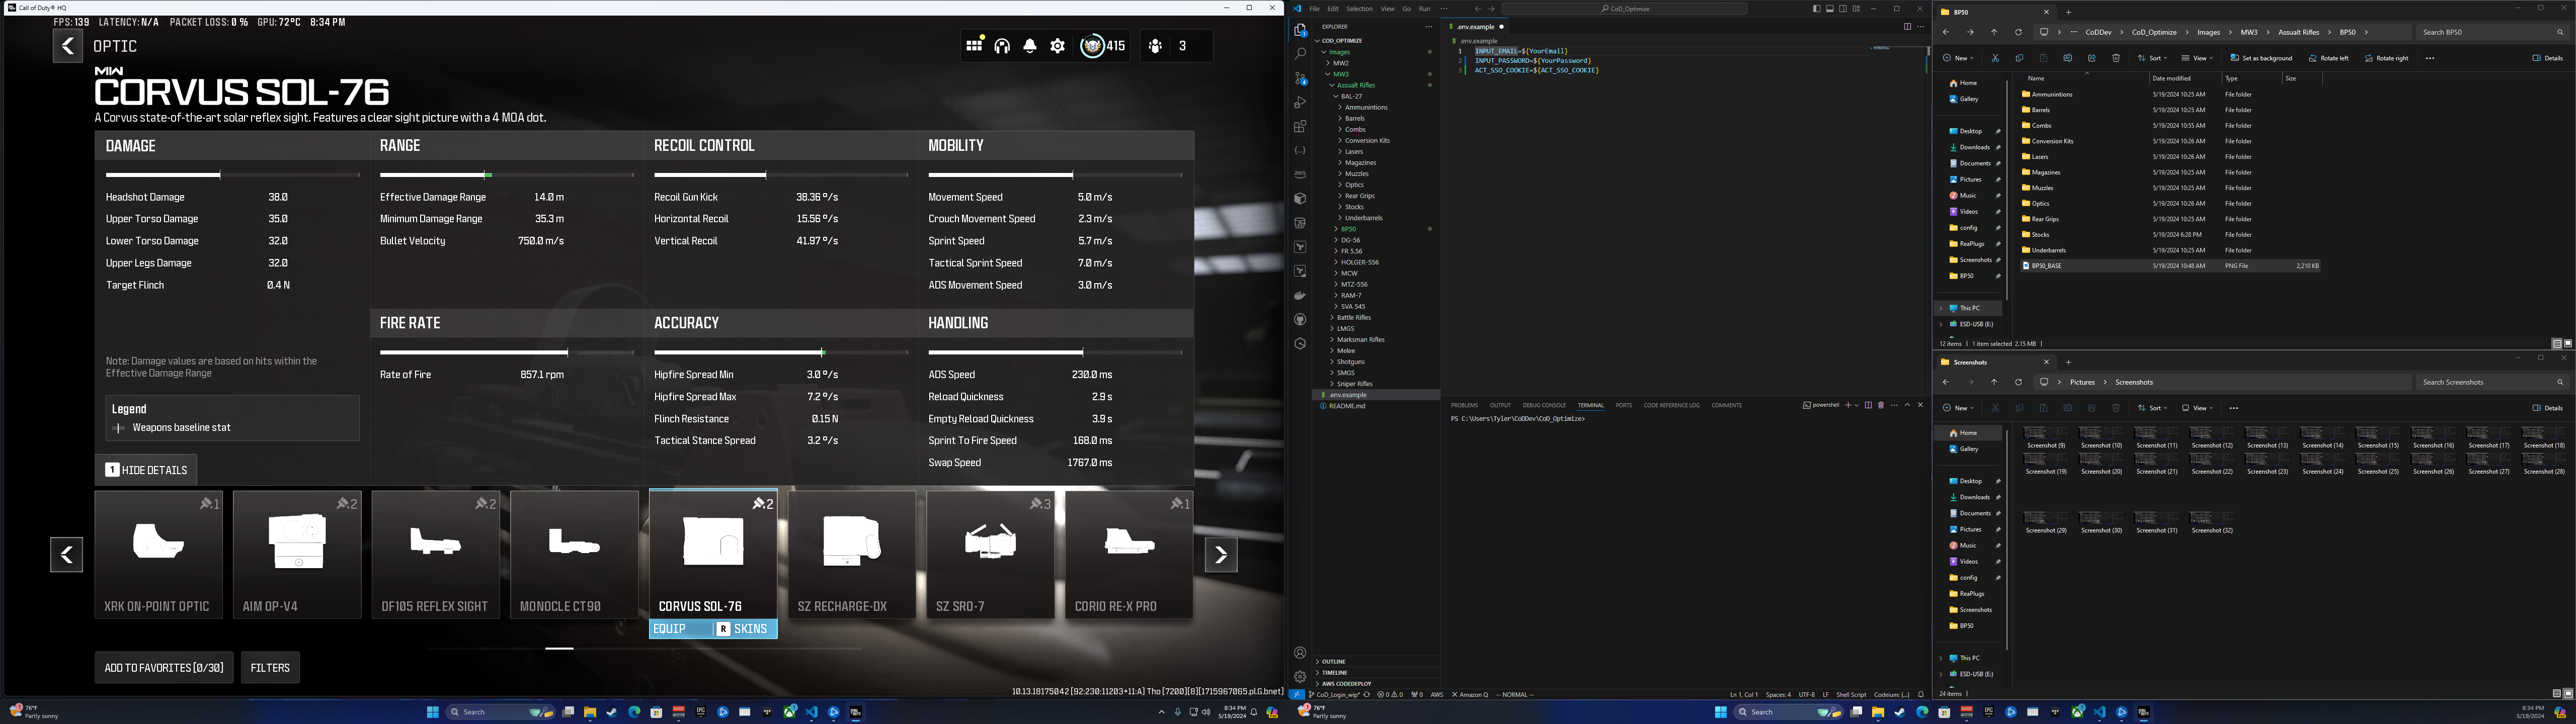 Call of Duty® HQ
FPS: 139 LATENCY: N/A PACKET LOSS: 0 % GPU: 72°C 8:34 PM
OPTIC
415
3
MW
CORVUS SOL-76
A Corvus state-of-the-art solar reflex sight. Features a clear sight picture with a 4 MOA dot.
DAMAGE
Headshot Damage 38.0
Upper Torso Damage 35.0
Lower Torso Damage 32.0
Upper Legs Damage 32.0
Target Flinch 0.4 N
Note: Damage values are based on hits within the
Effective Damage Range
Legend
Weapons baseline stat
RANGE
Effective Damage Range 14.0 m
Minimum Damage Range 35.3 m
Bullet Velocity 750.0 m/s
RECOIL CONTROL
Recoil Gun Kick 38.36 º/s
Horizontal Recoil 15.56 º/s
Vertical Recoil 41.97 º/s
MOBILITY
Movement Speed 5.0 m/s
Crouch Movement Speed 2.3 m/s
Sprint Speed 5.7 m/s
Tactical Sprint Speed 7.0 m/s
ADS Movement Speed 3.0 m/s
FIRE RATE
Rate of Fire 857.1 rpm
ACCURACY
Hipfire Spread Min 3.0 º/s
Hipfire Spread Max 7.2 º/s
Flinch Resistance 0.15 N
Tactical Stance Spread 3.2 º/s
HANDLING
ADS Speed 230.0 ms
Reload Quickness 2.9 s
Empty Reload Quickness 3.9 s
Sprint To Fire Speed 168.0 ms
Swap Speed 1767.0 ms
1 HIDE DETAILS
.1
XRK ON-POINT OPTIC
.2
AIM OP-V4
.2
DF105 REFLEX SIGHT
MONOCLE CT90
.2
CORVUS SOL-76
EQUIP R SKINS
SZ RECHARGE-DX
.3
SZ SRO-7
.1
CORIO RE-X PRO
ADD TO FAVORITES [0/30] FILTERS
10.13.18175042 [92:230:11203+11:A] Tho [7200][8][1715967065.pl.G.bnet]
76°F
Partly sunny
Search
8:34 PM
5/19/2024
File Edit Selection View Go Run ···
CoD_Optimize
EXPLORER
COD_OPTIMIZE
Images
MW2
MW3
Assualt Rifles
BAL-27
Ammunintions
Barrels
Combs
Conversion Kits
Lasers
Magazines
Muzzles
Optics
Rear Grips
Stocks
Underbarrels
BP50
DG-56
FR 5.56
HOLGER-556
MCW
MTZ-556
RAM-7
SVA 545
Battle Rifles
LMGS
Marksman Rifles
Melee
Shotguns
SMGS
Sniper Rifles
.env.example
README.md
OUTLINE
TIMELINE
AWS CODEDEPLOY
$ .env.example
$ .env.example
1 INPUT_EMAIL=${YourEmail}
2 INPUT_PASSWORD=${YourPassword}
3 ACT_SSO_COOKIE=${ACT_SSO_COOKIE}
PROBLEMS OUTPUT DEBUG CONSOLE TERMINAL PORTS CODE REFERENCE LOG COMMENTS
powershell
PS C:\Users\Tyler\CoDDev\CoD_Optimize>
CoD_Login_wip* 0 0 0 AWS Amazon Q -- NORMAL --
Ln 1, Col 1 Spaces: 4 UTF-8 LF Shell Script Codeium: {...}
76°F
Partly sunny
Search
8:34 PM
5/19/2024
BP50
CoDDev > CoD_Optimize > Images > MW3 > Assualt Rifles > BP50 >
Search BP50
New Sort View Set as background Rotate left Rotate right ··· Details
Home
Gallery
Desktop
Downloads
Documents
Pictures
Music
Videos
config
ReaPlugs
Screenshots
BP50
This PC
ESD-USB (E:)
Name Date modified Type Size
Ammunintions 5/19/2024 10:25 AM File folder
Barrels 5/19/2024 10:25 AM File folder
Combs 5/19/2024 10:55 AM File folder
Conversion Kits 5/19/2024 10:26 AM File folder
Lasers 5/19/2024 10:26 AM File folder
Magazines 5/19/2024 10:25 AM File folder
Muzzles 5/19/2024 10:25 AM File folder
Optics 5/19/2024 10:26 AM File folder
Rear Grips 5/19/2024 10:25 AM File folder
Stocks 5/19/2024 6:28 PM File folder
Underbarrels 5/19/2024 10:25 AM File folder
BP50_BASE 5/19/2024 10:48 AM PNG File 2,210 KB
12 items 1 item selected 2.15 MB
Screenshots
Pictures > Screenshots
Search Screenshots
New Sort View ··· Details
Home
Gallery
Desktop
Downloads
Documents
Pictures
Music
Videos
config
ReaPlugs
Screenshots
BP50
This PC
ESD-USB (E:)
Screenshot (9) Screenshot (10) Screenshot (11) Screenshot (12) Screenshot (13) Screenshot (14) Screenshot (15) Screenshot (16) Screenshot (17) Screenshot (18)
Screenshot (19) Screenshot (20) Screenshot (21) Screenshot (22) Screenshot (23) Screenshot (24) Screenshot (25) Screenshot (26) Screenshot (27) Screenshot (28)
Screenshot (29) Screenshot (30) Screenshot (31) Screenshot (32)
24 items
8:34 PM
5/19/2024